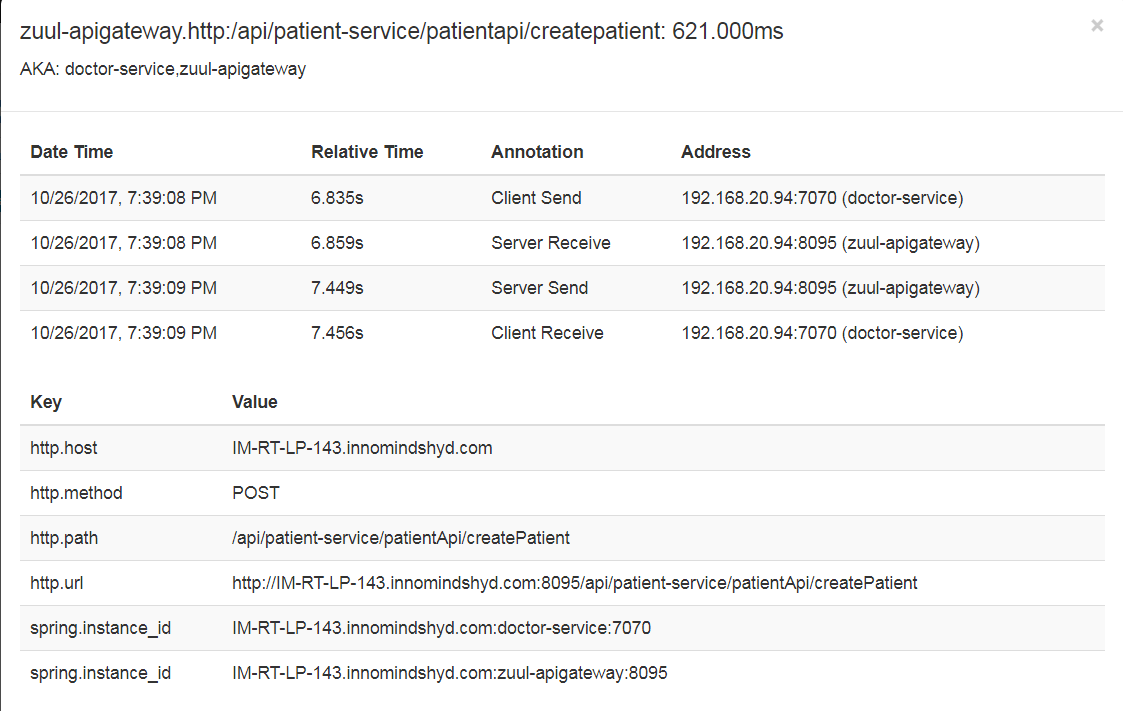 zuul-apigateway.http:/api/patient-service/patientapi/createpatient: 621.000ms
×
AKA: doctor-service,zuul-apigateway
Date Time Relative Time Annotation Address
10/26/2017, 7:39:08 PM 6.835s Client Send 192.168.20.94:7070 (doctor-service)
10/26/2017, 7:39:08 PM 6.859s Server Receive 192.168.20.94:8095 (zuul-apigateway)
10/26/2017, 7:39:09 PM 7.449s Server Send 192.168.20.94:8095 (zuul-apigateway)
10/26/2017, 7:39:09 PM 7.456s Client Receive 192.168.20.94:7070 (doctor-service)
Key Value
http.host IM-RT-LP-143.innomindshyd.com
http.method POST
http.path /api/patient-service/patientApi/createPatient
http.url http://IM-RT-LP-143.innomindshyd.com:8095/api/patient-service/patientApi/createPatient
spring.instance_id IM-RT-LP-143.innomindshyd.com:doctor-service:7070
spring.instance_id IM-RT-LP-143.innomindshyd.com:zuul-apigateway:8095